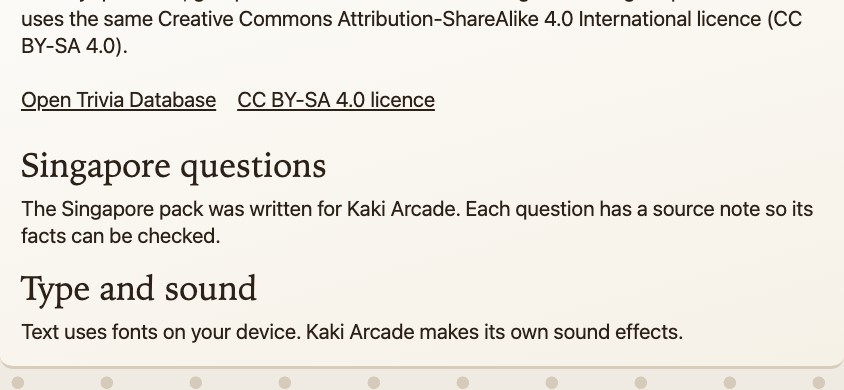 uses the same Creative Commons Attribution-ShareAlike 4.0 International licence (CC
BY-SA 4.0).
Open Trivia Database CC BY-SA 4.0 licence
Singapore questions
The Singapore pack was written for Kaki Arcade. Each question has a source note so its
facts can be checked.
Type and sound
Text uses fonts on your device. Kaki Arcade makes its own sound effects.